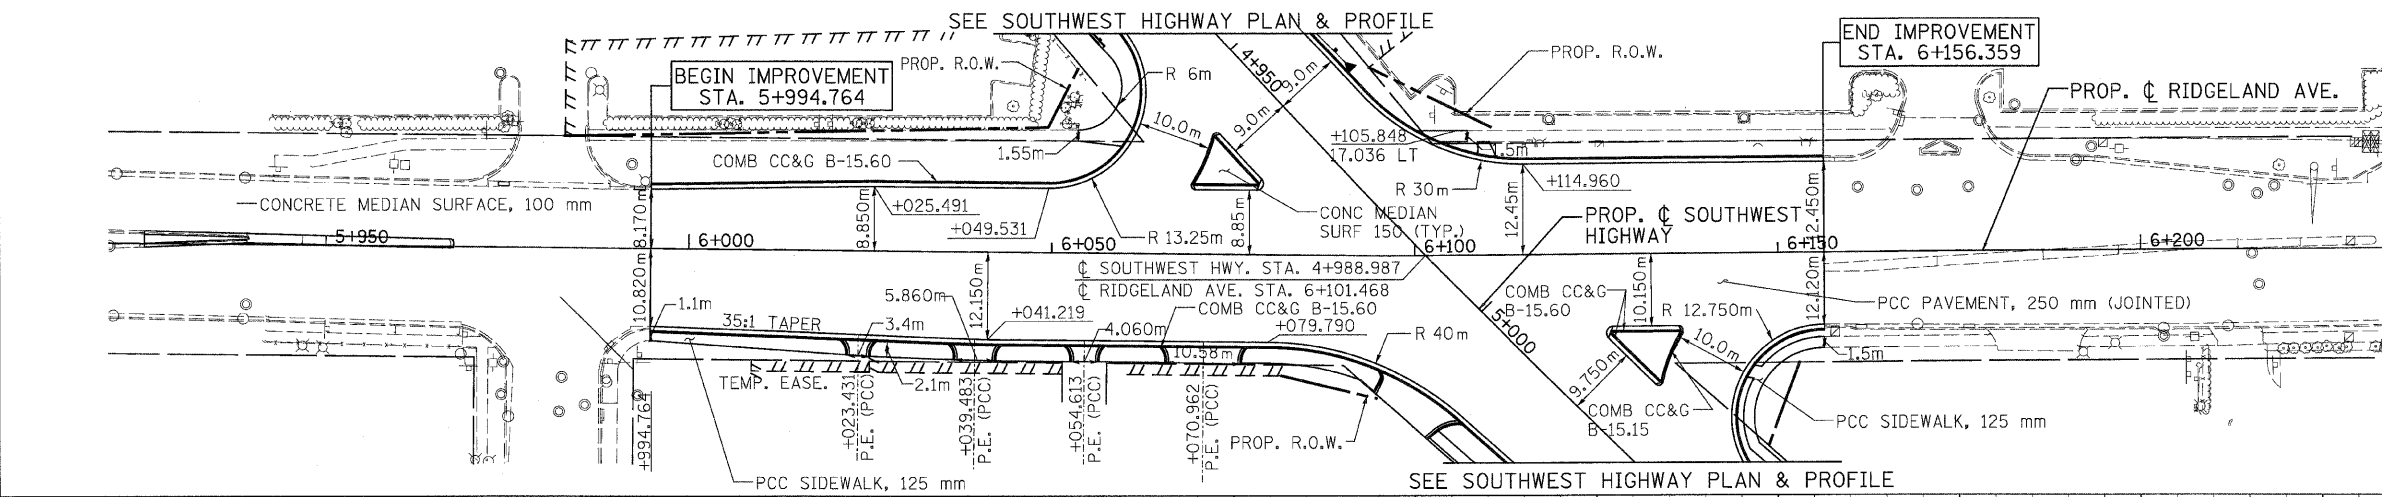 SEE SOUTHWEST HIGHWAY PLAN & PROFILE
BEGIN IMPROVEMENT
STA. 5+994.764
PROP. R.O.W.
R 6m
4+950
9.0m
9.0m
10.0m
PROP. R.O.W.
END IMPROVEMENT
STA. 6+156.359
PROP. ℄ RIDGELAND AVE.
COMB CC&G B-15.60
1.55m
+105.848
17.036 LT
1.5m
R 30m
+114.960
CONCRETE MEDIAN SURFACE, 100 mm
8.170m
+025.491
+049.531
8.850m
R 13.25m
8.85m
CONC MEDIAN
SURF 150 (TYP.)
12.45m
PROP. ℄ SOUTHWEST
HIGHWAY
12.450m
5+950
6+000
6+050
6+100
6+150
6+200
℄ SOUTHWEST HWY. STA. 4+988.987
℄ RIDGELAND AVE. STA. 6+101.468
10.820m
1.1m
35:1 TAPER
5.860m
3.4m
12.150m
+041.219
4.060m
COMB CC&G B-15.60
+079.790
R 40m
10.58m
5+000
COMB CC&G
B-15.60
10.150m
R 12.750m
12.120m
PCC PAVEMENT, 250 mm (JOINTED)
10.0m
1.5m
9.750m
TEMP. EASE.
2.1m
+994.764
+023.431
P.E. (PCC)
+039.483
P.E. (PCC)
+054.613
P.E. (PCC)
+070.962
P.E. (PCC)
PROP. R.O.W.
COMB CC&G
B-15.15
PCC SIDEWALK, 125 mm
PCC SIDEWALK, 125 mm
SEE SOUTHWEST HIGHWAY PLAN & PROFILE